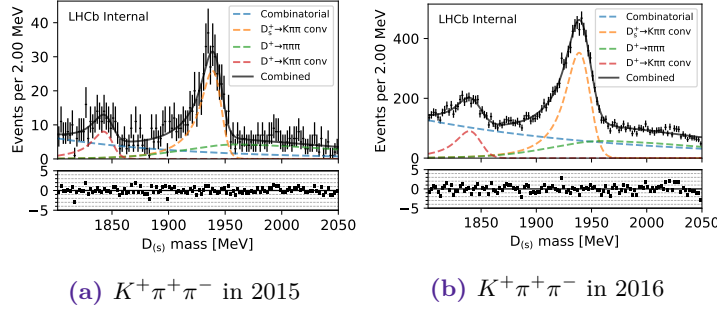 LHCb Internal
Combinatorial
D_s^+→Kππ conv
D^+→πππ
D^+→Kππ conv
Combined
Events per 2.00 MeV
40
30
20
10
0
5
0
−5
1850
1900
1950
2000
2050
D_(s) mass [MeV]
(a) K^+π^+π^− in 2015
LHCb Internal
Combinatorial
D_s^+→Kππ conv
D^+→πππ
D^+→Kππ conv
Combined
Events per 2.00 MeV
400
200
0
5
0
−5
1850
1900
1950
2000
2050
D_(s) mass [MeV]
(b) K^+π^+π^− in 2016